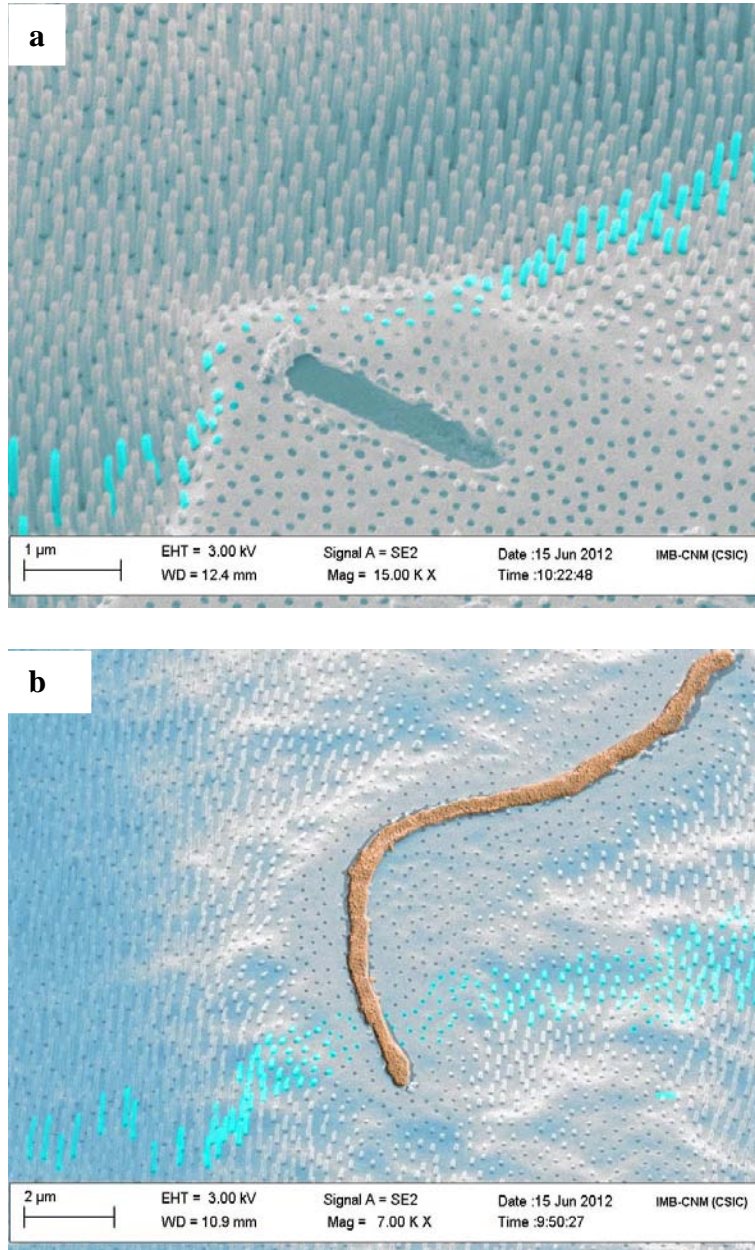 a
1 µm
EHT = 3.00 kV Signal A = SE2 Date :15 Jun 2012 IMB-CNM (CSIC)
WD = 12.4 mm Mag = 15.00 K X Time :10:22:48
b
2 µm
EHT = 3.00 kV Signal A = SE2 Date :15 Jun 2012 IMB-CNM (CSIC)
WD = 10.9 mm Mag = 7.00 K X Time :9:50:27